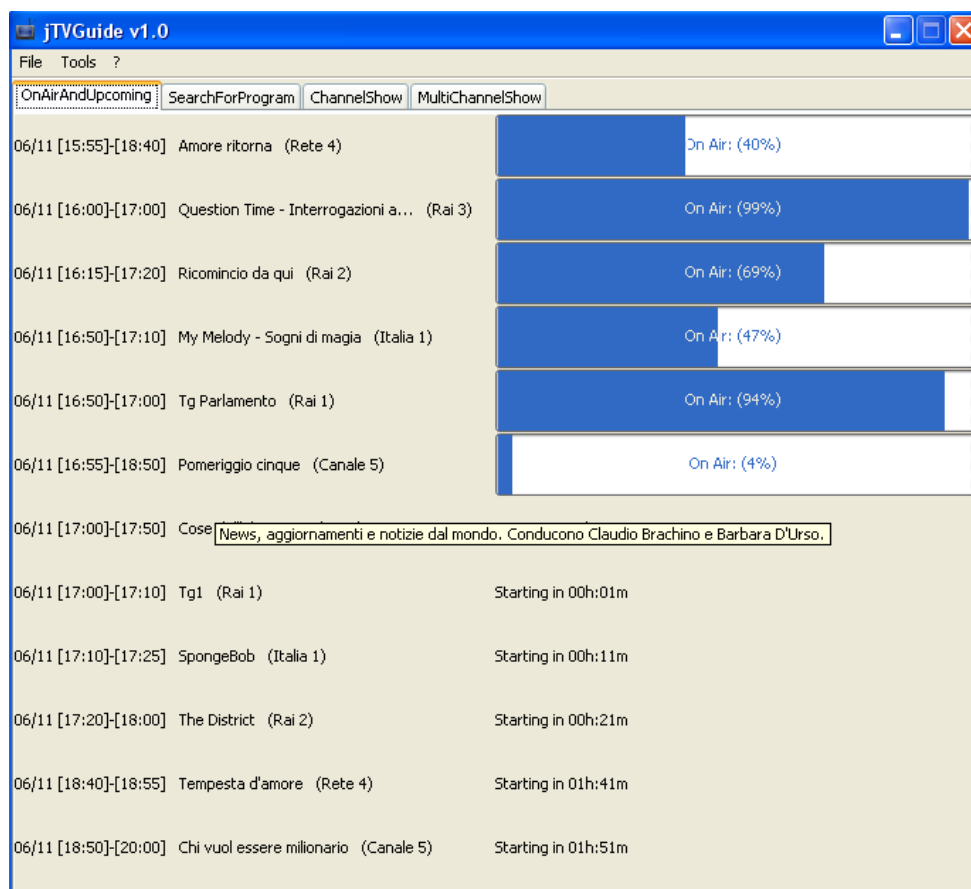 jTVGuide v1.0
File Tools ?
OnAirAndUpcoming SearchForProgram ChannelShow MultiChannelShow
06/11 [15:55]-[18:40] Amore ritorna (Rete 4) On Air: (40%)
06/11 [16:00]-[17:00] Question Time - Interrogazioni a... (Rai 3) On Air: (99%)
06/11 [16:15]-[17:20] Ricomincio da qui (Rai 2) On Air: (69%)
06/11 [16:50]-[17:10] My Melody - Sogni di magia (Italia 1) On Air: (47%)
06/11 [16:50]-[17:00] Tg Parlamento (Rai 1) On Air: (94%)
06/11 [16:55]-[18:50] Pomeriggio cinque (Canale 5) On Air: (4%)
06/11 [17:00]-[17:50] Cose
News, aggiornamenti e notizie dal mondo. Conducono Claudio Brachino e Barbara D'Urso.
06/11 [17:00]-[17:10] Tg1 (Rai 1) Starting in 00h:01m
06/11 [17:10]-[17:25] SpongeBob (Italia 1) Starting in 00h:11m
06/11 [17:20]-[18:00] The District (Rai 2) Starting in 00h:21m
06/11 [18:40]-[18:55] Tempesta d'amore (Rete 4) Starting in 01h:41m
06/11 [18:50]-[20:00] Chi vuol essere milionario (Canale 5) Starting in 01h:51m